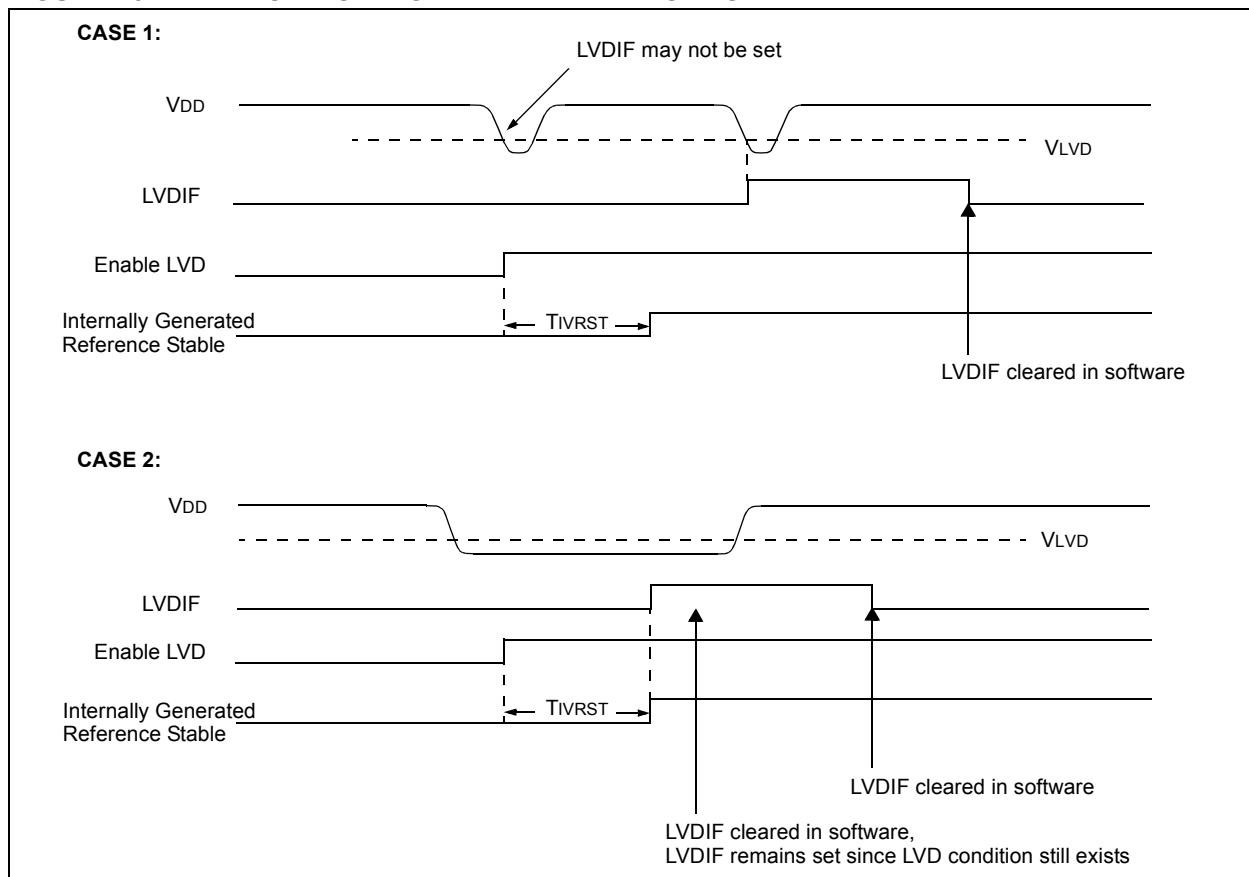 CASE 1:
LVDIF may not be set
VDD
VLVD
LVDIF
Enable LVD
Internally Generated
Reference Stable
TIVRST
LVDIF cleared in software
CASE 2:
VDD
VLVD
LVDIF
Enable LVD
Internally Generated
Reference Stable
TIVRST
LVDIF cleared in software
LVDIF cleared in software,
LVDIF remains set since LVD condition still exists